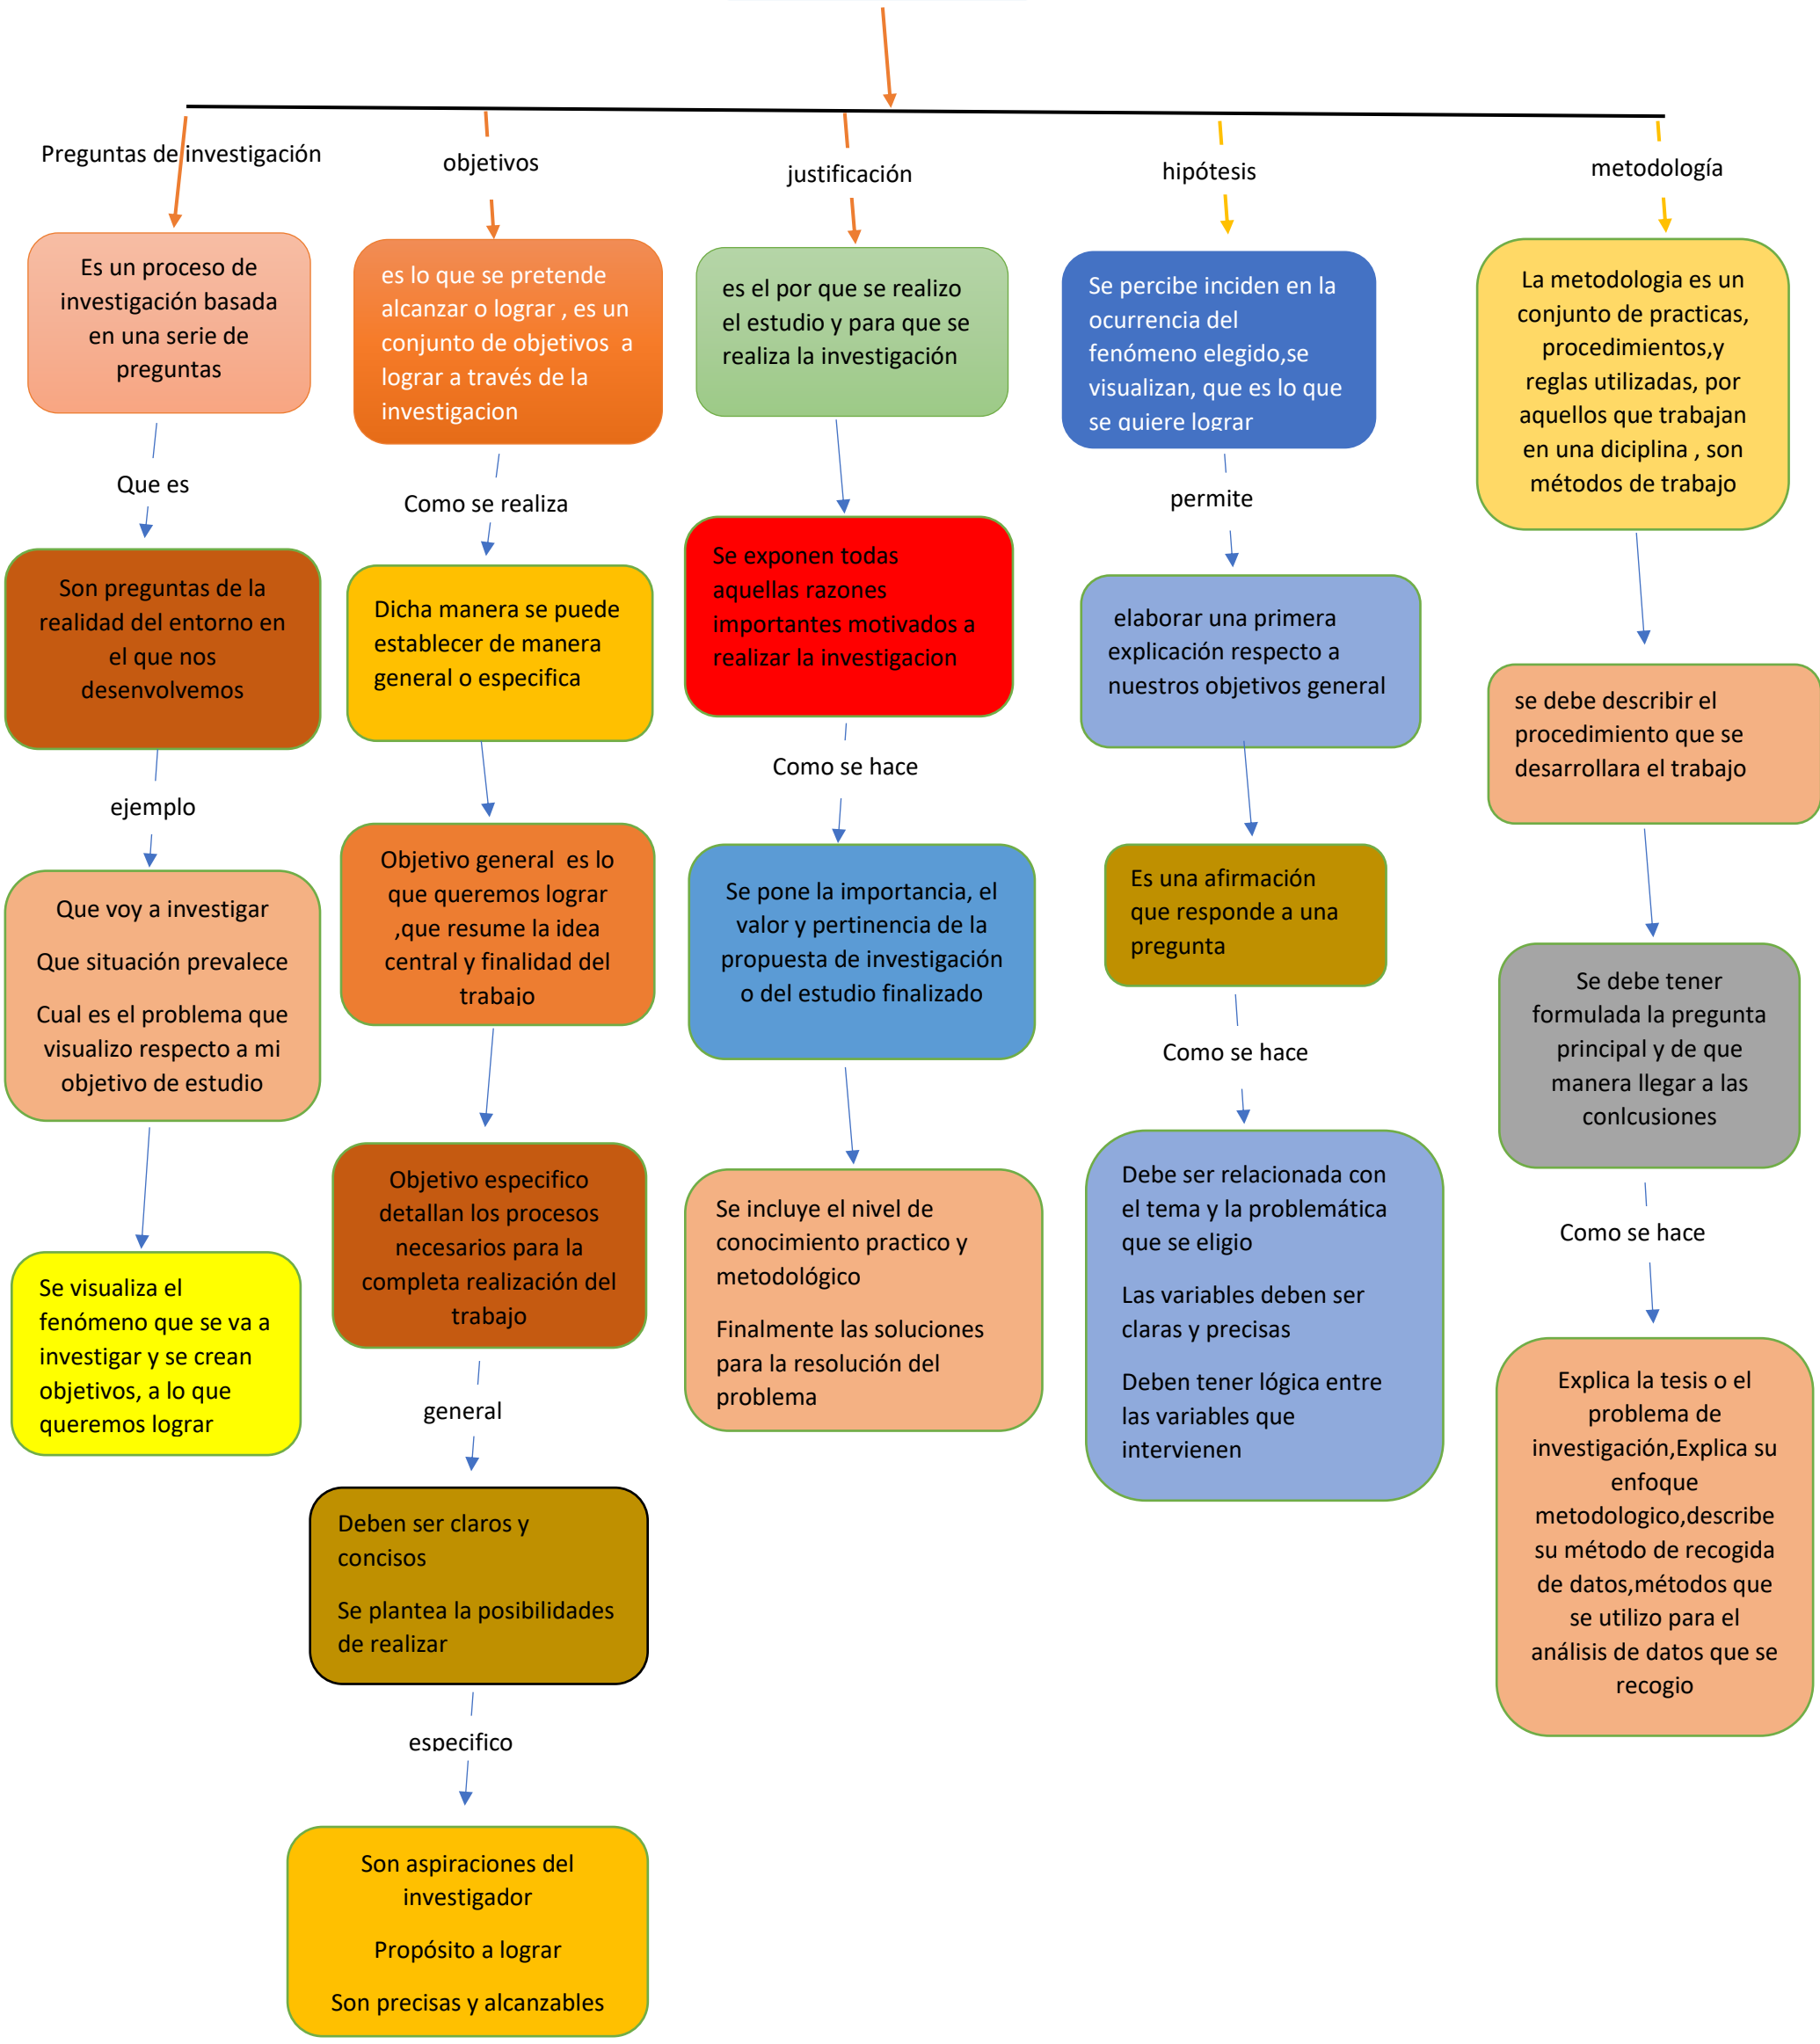 Preguntas de investigación
Es un proceso de
investigación basada
en una serie de
preguntas
Que es
Son preguntas de la
realidad del entorno en
el que nos
desenvolvemos
ejemplo
Que voy a investigar
Que situación prevalece
Cual es el problema que
visualizo respecto a mi
objetivo de estudio
Se visualiza el
fenómeno que se va a
investigar y se crean
objetivos, a lo que
queremos lograr
objetivos
es lo que se pretende
alcanzar o lograr , es un
conjunto de objetivos a
lograr a través de la
investigacion
Como se realiza
Dicha manera se puede
establecer de manera
general o especifica
Objetivo general es lo
que queremos lograr
,que resume la idea
central y finalidad del
trabajo
Objetivo especifico
detallan los procesos
necesarios para la
completa realización del
trabajo
general
Deben ser claros y
concisos
Se plantea la posibilidades
de realizar
especifico
Son aspiraciones del
investigador
Propósito a lograr
Son precisas y alcanzables
justificación
es el por que se realizo
el estudio y para que se
realiza la investigación
Se exponen todas
aquellas razones
importantes motivados a
realizar la investigacion
Como se hace
Se pone la importancia, el
valor y pertinencia de la
propuesta de investigación
o del estudio finalizado
Se incluye el nivel de
conocimiento practico y
metodológico
Finalmente las soluciones
para la resolución del
problema
hipótesis
Se percibe inciden en la
ocurrencia del
fenómeno elegido,se
visualizan, que es lo que
se quiere lograr
permite
elaborar una primera
explicación respecto a
nuestros objetivos general
Es una afirmación
que responde a una
pregunta
Como se hace
Debe ser relacionada con
el tema y la problemática
que se eligio
Las variables deben ser
claras y precisas
Deben tener lógica entre
las variables que
intervienen
metodología
La metodologia es un
conjunto de practicas,
procedimientos,y
reglas utilizadas, por
aquellos que trabajan
en una diciplina , son
métodos de trabajo
se debe describir el
procedimiento que se
desarrollara el trabajo
Se debe tener
formulada la pregunta
principal y de que
manera llegar a las
conlcusiones
Como se hace
Explica la tesis o el
problema de
investigación,Explica su
enfoque
metodologico,describe
su método de recogida
de datos,métodos que
se utilizo para el
análisis de datos que se
recogio